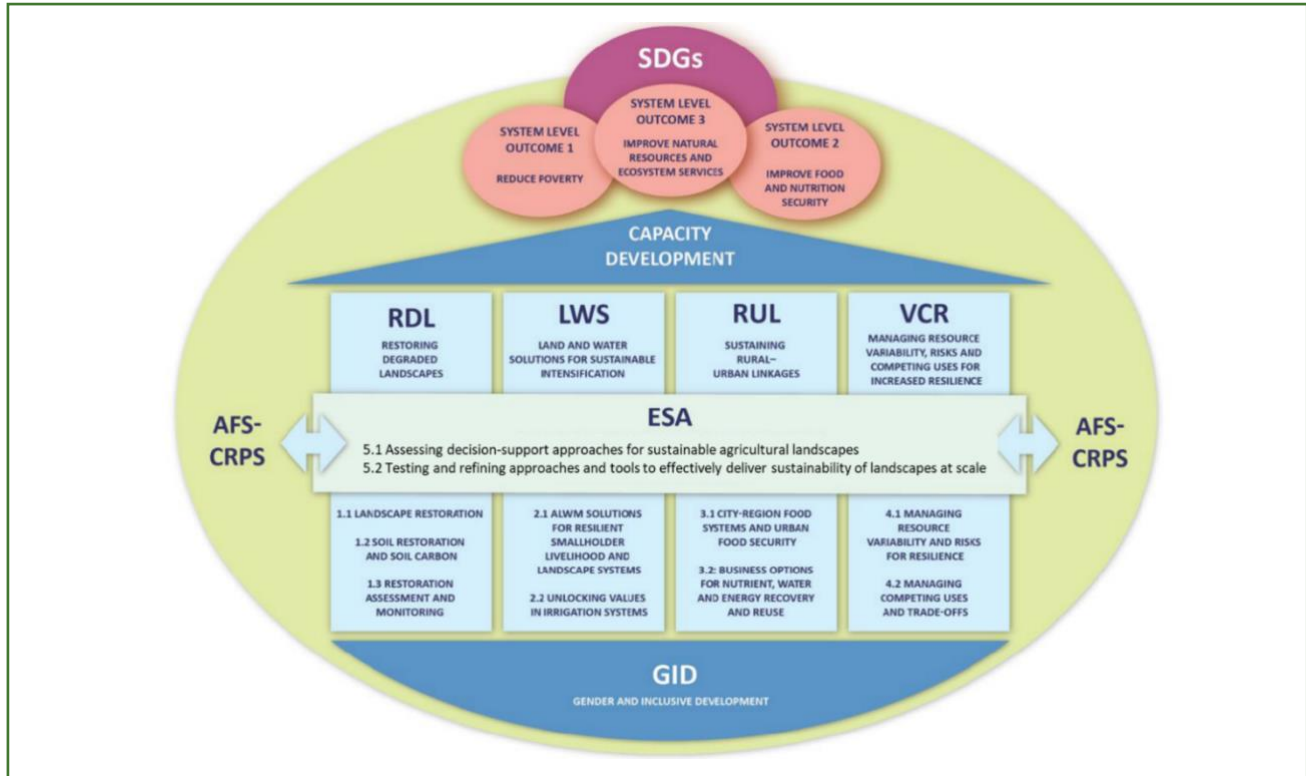 SDGs
SYSTEM LEVEL
OUTCOME 1
REDUCE POVERTY
SYSTEM LEVEL
OUTCOME 3
IMPROVE NATURAL
RESOURCES AND
ECOSYSTEM SERVICES
SYSTEM LEVEL
OUTCOME 2
IMPROVE FOOD
AND NUTRITION
SECURITY
CAPACITY
DEVELOPMENT
RDL
RESTORING
DEGRADED
LANDSCAPES
LWS
LAND AND WATER
SOLUTIONS FOR SUSTAINABLE
INTENSIFICATION
RUL
SUSTAINING
RURAL–
URBAN LINKAGES
VCR
MANAGING RESOURCE
VARIABILITY, RISKS AND
COMPETING USES FOR
INCREASED RESILIENCE
AFS-
CRPS
ESA
5.1 Assessing decision-support approaches for sustainable agricultural landscapes
5.2 Testing and refining approaches and tools to effectively deliver sustainability of landscapes at scale
AFS-
CRPS
1.1 LANDSCAPE RESTORATION
1.2 SOIL RESTORATION
AND SOIL CARBON
1.3 RESTORATION
ASSESSMENT AND
MONITORING
2.1 ALWM SOLUTIONS
FOR RESILIENT
SMALLHOLDER
LIVELIHOOD AND
LANDSCAPE SYSTEMS
2.2 UNLOCKING VALUES
IN IRRIGATION SYSTEMS
3.1 CITY-REGION FOOD
SYSTEMS AND URBAN
FOOD SECURITY
3.2: BUSINESS OPTIONS
FOR NUTRIENT, WATER
AND ENERGY RECOVERY
AND REUSE
4.1 MANAGING
RESOURCE
VARIABILITY AND RISKS
FOR RESILIENCE
4.2 MANAGING
COMPETING USES
AND TRADE-OFFS
GID
GENDER AND INCLUSIVE DEVELOPMENT